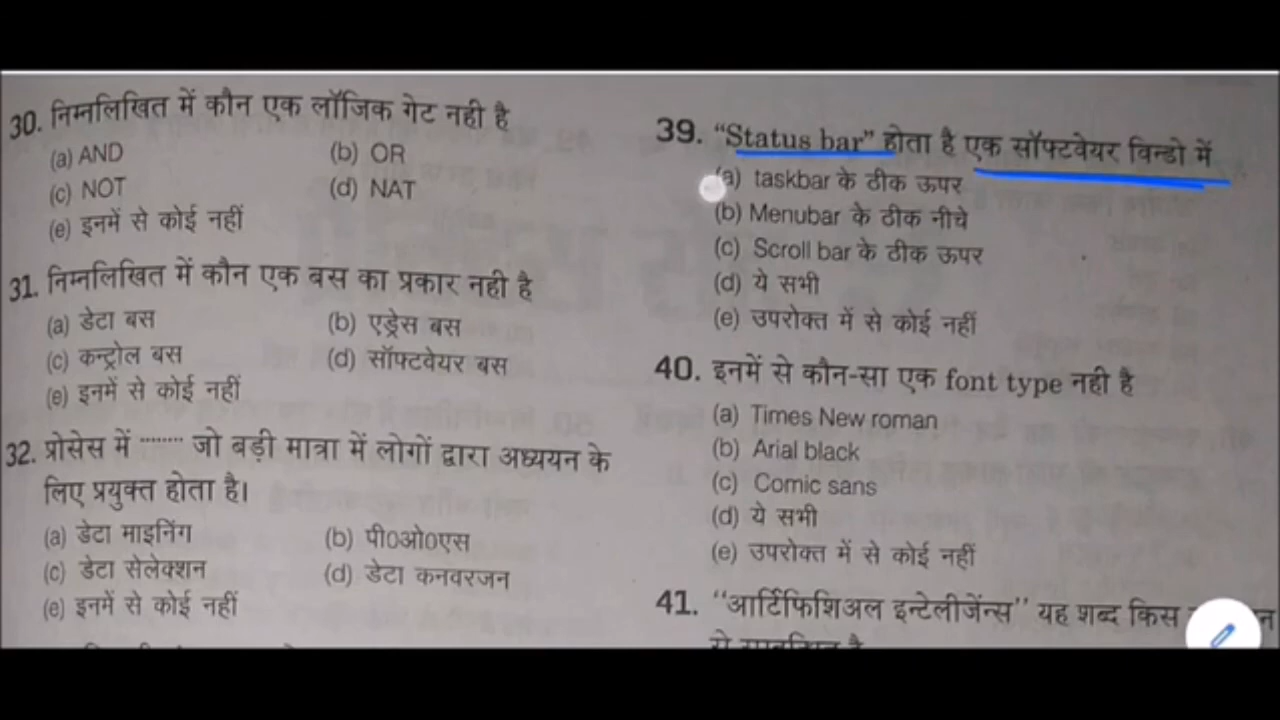 30. निम्नलिखित में कौन एक लॉजिक गेट नही है
(a) AND (b) OR
(c) NOT (d) NAT
(e) इनमें से कोई नहीं
31. निम्नलिखित में कौन एक बस का प्रकार नही है
(a) डेटा बस (b) एड्रेस बस
(c) कन्ट्रोल बस (d) सॉफ्टवेयर बस
(e) इनमें से कोई नहीं
32. प्रोसेस में ........ जो बड़ी मात्रा में लोगों द्वारा अध्ययन के
लिए प्रयुक्त होता है।
(a) डेटा माइनिंग (b) पी0ओ0एस
(c) डेटा सेलेक्शन (d) डेटा कनवरजन
(e) इनमें से कोई नहीं
39. “Status bar” होता है एक सॉफ्टवेयर विन्डो में
(a) taskbar के ठीक ऊपर
(b) Menubar के ठीक नीचे
(c) Scroll bar के ठीक ऊपर
(d) ये सभी
(e) उपरोक्त में से कोई नहीं
40. इनमें से कौन-सा एक font type नही है
(a) Times New roman
(b) Arial black
(c) Comic sans
(d) ये सभी
(e) उपरोक्त में से कोई नहीं
41. “आर्टिफिशिअल इन्टेलीजेंन्स” यह शब्द किस